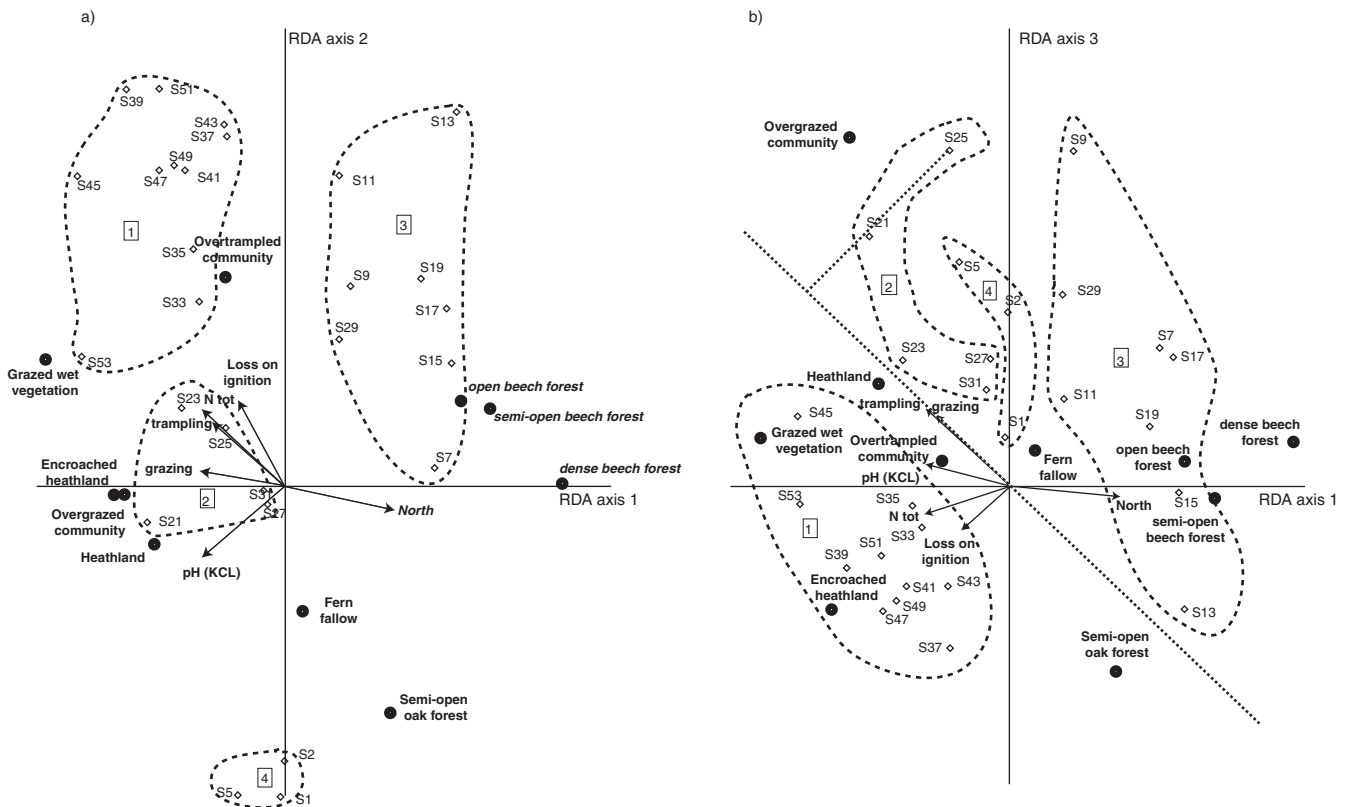 a)
RDA axis 2
S39
S51
S43
S37
S49
S45
S47
S41
1
S35
Overtrampled
community
S33
S53
Grazed wet
vegetation
Loss on
ignition
S13
S11
3
S9
S19
S17
S29
S15
open beech forest
semi-open beech forest
S7
dense beech forest
RDA axis 1
S23
N tot
trampling
S25
grazing
Encroached
heathland
2
S31
S27
Overgrazed
community
S21
Heathland
pH (KCL)
North
Fern
fallow
Semi-open
oak forest
S2
4
S5
S1
b)
RDA axis 3
Overgrazed
community
S25
S9
S21
S5
2
4
S2
S29
S7
S17
3
S23
S27
Heathland
S31
trampling
grazing
S11
S45
S19
S1
Grazed wet
vegetation
Overtrampled
community
Fern
fallow
open beech
forest
dense beech
forest
pH (KCL)
RDA axis 1
S53
S35
N tot
North
S15
1
S33
Loss on
ignition
semi-open
beech forest
S51
S39
Encroached
heathland
S41
S43
S49
S47
S13
S37
Semi-open
oak forest